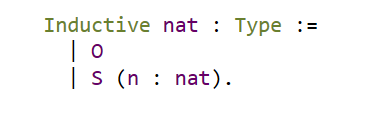 Inductive nat : Type :=
| O
| S (n : nat).